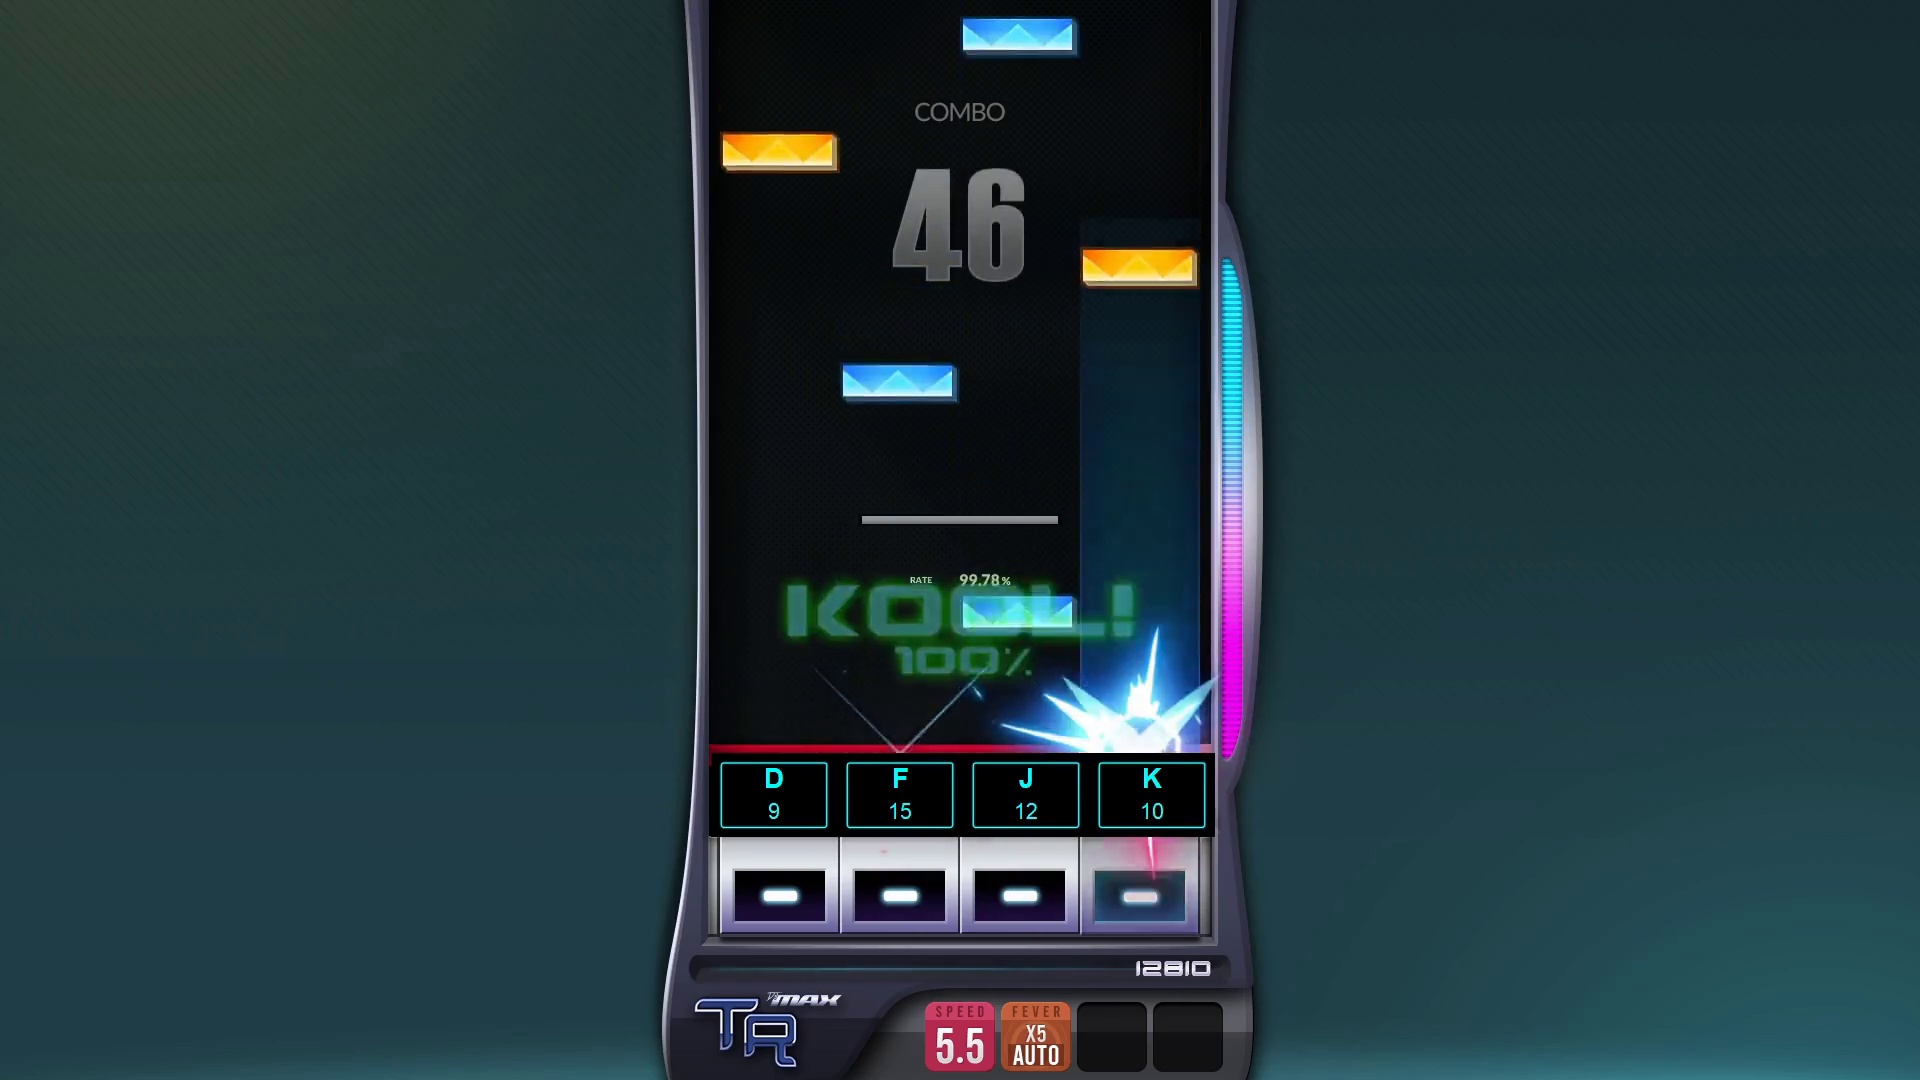 COMBO
46
RATE 99.78%
KOOL!
100%
D F J K
9 15 12 10
12810
MAX
TR
SPEED FEVER
5.5 X5
AUTO